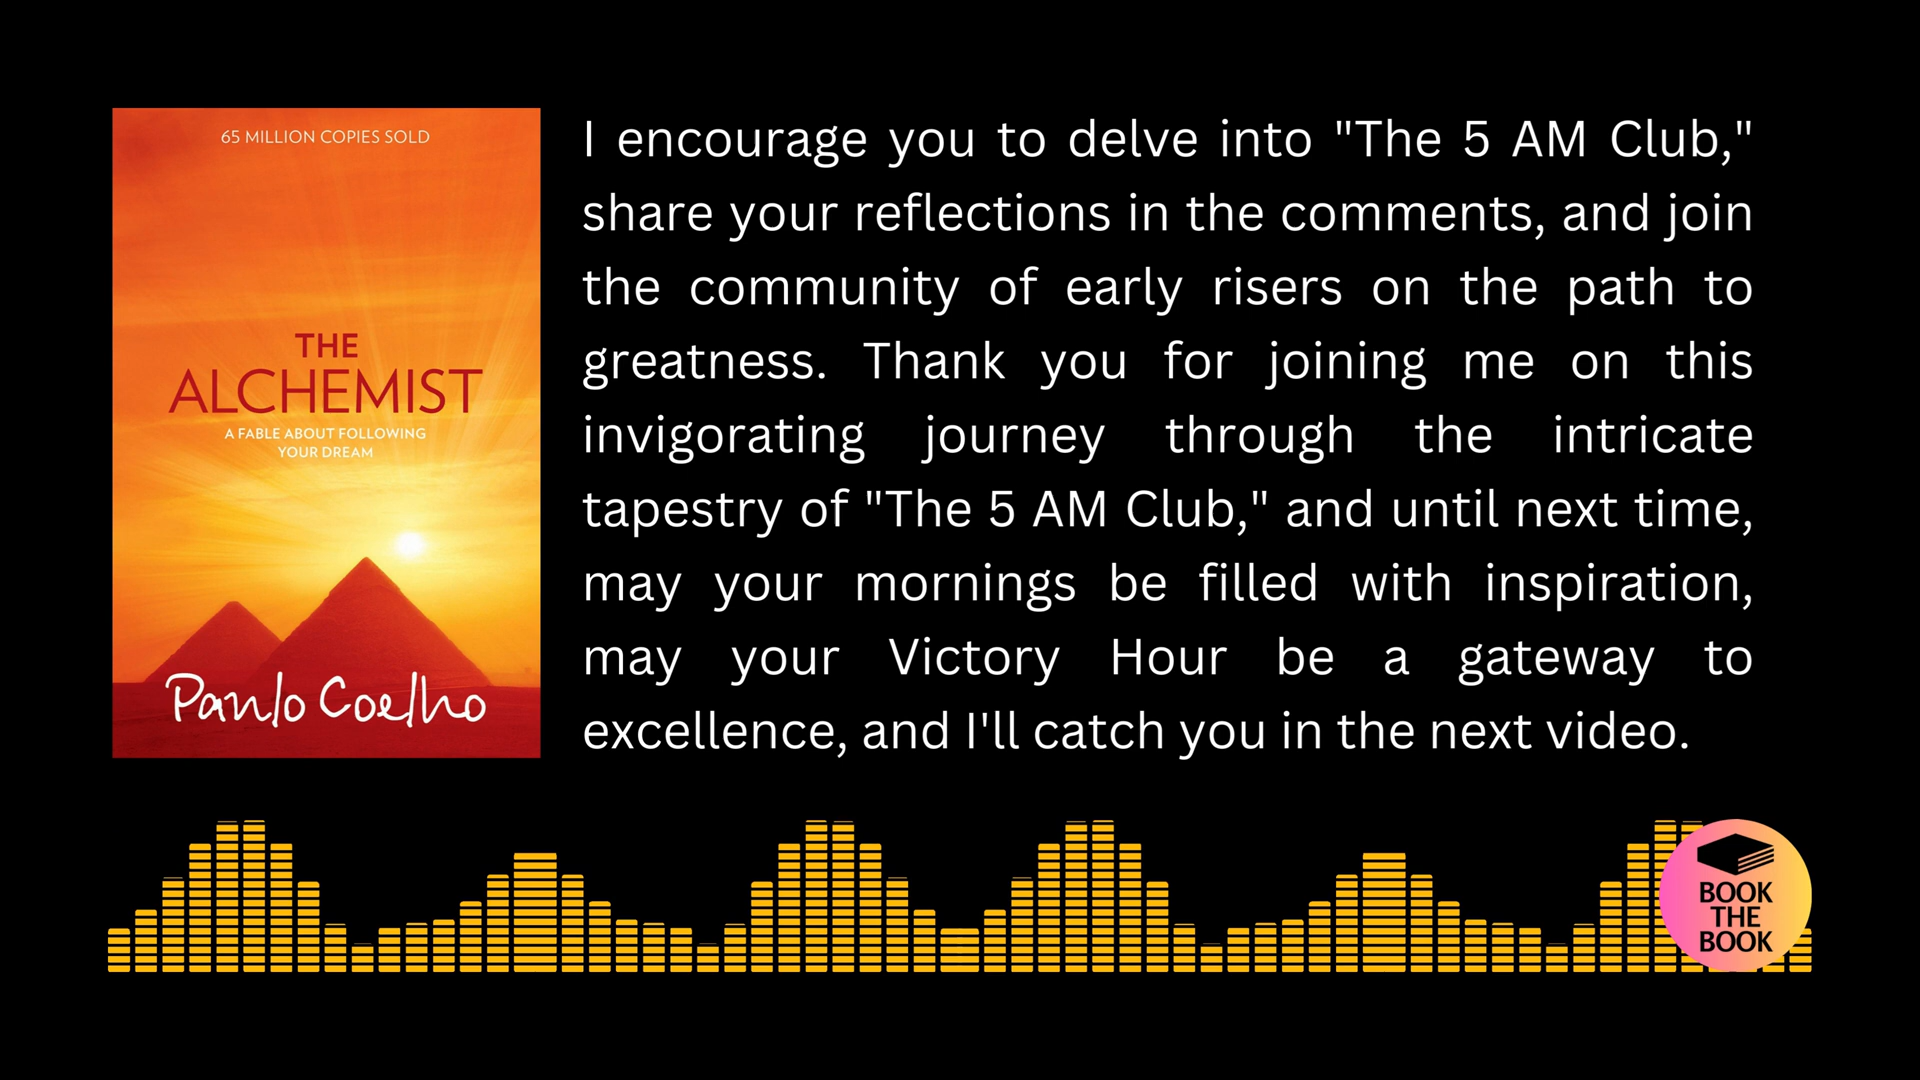 65 MILLION COPIES SOLD
THE
ALCHEMIST
A FABLE ABOUT FOLLOWING
YOUR DREAM
Paulo Coelho
I encourage you to delve into "The 5 AM Club,"
share your reflections in the comments, and join
the community of early risers on the path to
greatness. Thank you for joining me on this
invigorating journey through the intricate
tapestry of "The 5 AM Club," and until next time,
may your mornings be filled with inspiration,
may your Victory Hour be a gateway to
excellence, and I'll catch you in the next video.
BOOK
THE
BOOK